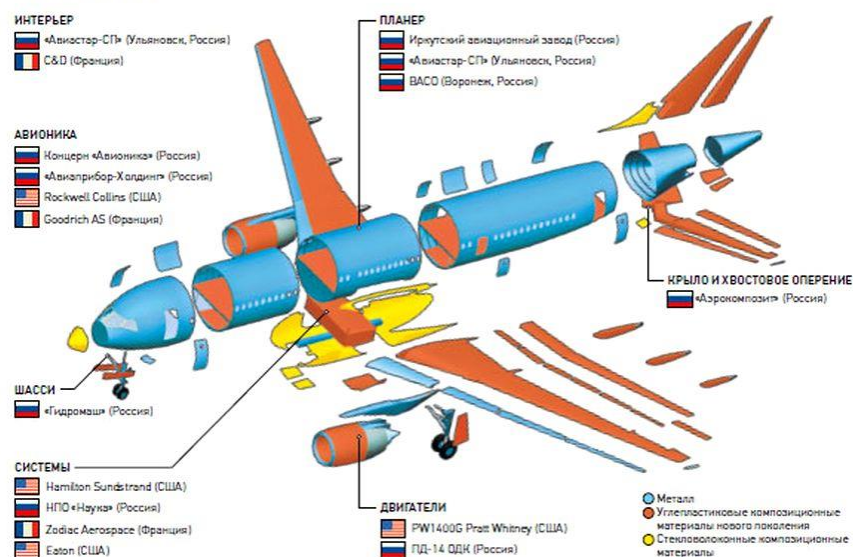 ИНТЕРЬЕР
«Авиастар-СП» (Ульяновск, Россия)
C&D (Франция)
ПЛАНЕР
Иркутский авиационный завод (Россия)
«Авиастар-СП» (Ульяновск, Россия)
ВАСО (Воронеж, Россия)
АВИОНИКА
Концерн «Авионика» (Россия)
«Авиаприбор-Холдинг» (Россия)
Rockwell Collins (США)
Goodrich AS (Франция)
КРЫЛО И ХВОСТОВОЕ ОПЕРЕНИЕ
«Аэрокомпозит» (Россия)
ШАССИ
«Гидромаш» (Россия)
СИСТЕМЫ
Hamilton Sundstrand (США)
НПО «Наука» (Россия)
Zodiac Aerospace (Франция)
Eaton (США)
ДВИГАТЕЛИ
PW1400G Pratt Whitney (США)
ПД-14 ОДК (Россия)
Металл
Углепластиковые композиционные
материалы нового поколения
Стекловолоконные композиционные
материалы